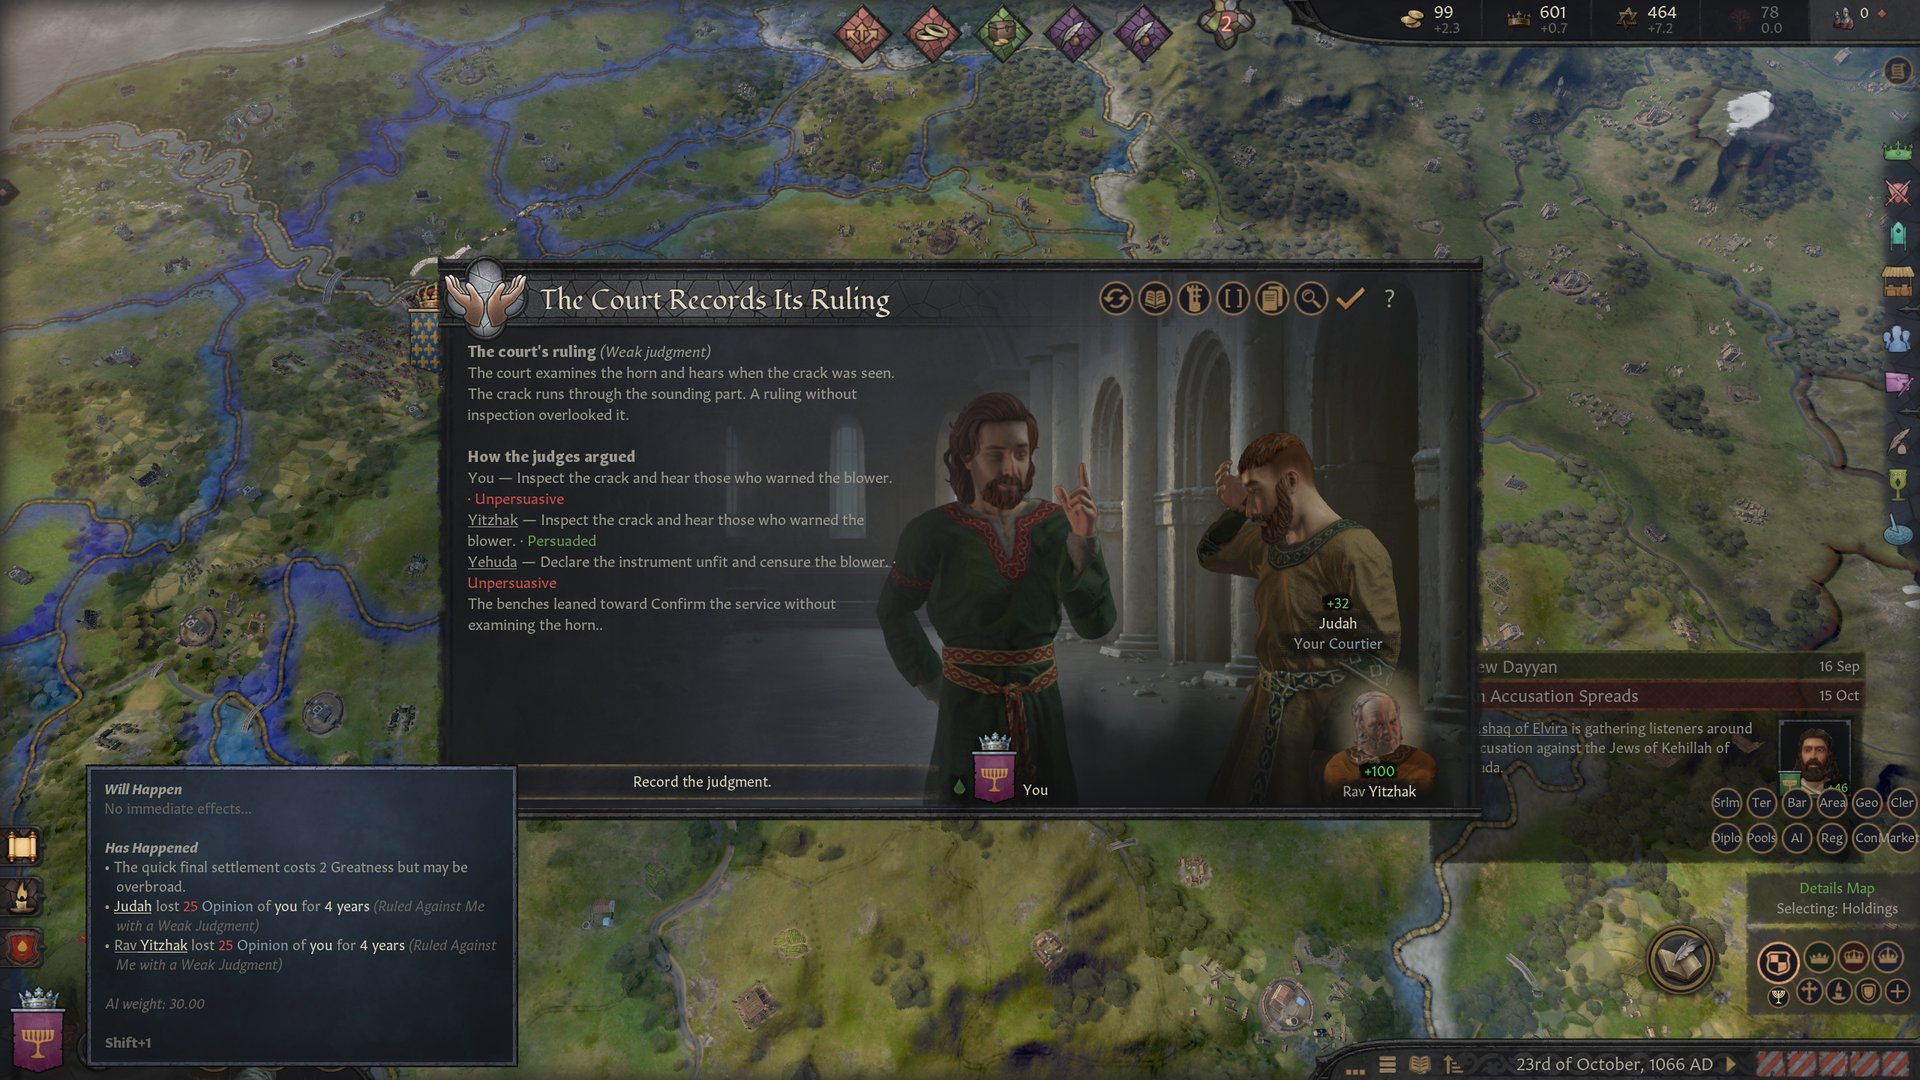 99
+2.3
601
+0.7
464
+7.2
78
0.0
0
2
The Court Records Its Ruling
[ ]
?
The court's ruling (Weak judgment)
The court examines the horn and hears when the crack was seen.
The crack runs through the sounding part. A ruling without
inspection overlooked it.
How the judges argued
You — Inspect the crack and hear those who warned the blower.
· Unpersuasive
Yitzhak — Inspect the crack and hear those who warned the
blower. · Persuaded
Yehuda — Declare the instrument unfit and censure the blower. ·
Unpersuasive
The benches leaned toward Confirm the service without
examining the horn..
+32
Judah
Your Courtier
+100
Rav Yitzhak
You
Record the judgment.
Will Happen
No immediate effects...
Has Happened
• The quick final settlement costs 2 Greatness but may be
overbroad.
• Judah lost 25 Opinion of you for 4 years (Ruled Against Me
with a Weak Judgment)
• Rav Yitzhak lost 25 Opinion of you for 4 years (Ruled Against
Me with a Weak Judgment)
AI weight: 30.00
Shift+1
ew Dayyan
16 Sep
Accusation Spreads
15 Oct
shaq of Elvira is gathering listeners around
cusation against the Jews of Kehillah of
da.
+46
Srlm
Ter
Bar
Area
Geo
Cler
Diplo
Pools
AI
Reg
Con
Market
Details Map
Selecting: Holdings
23rd of October, 1066 AD